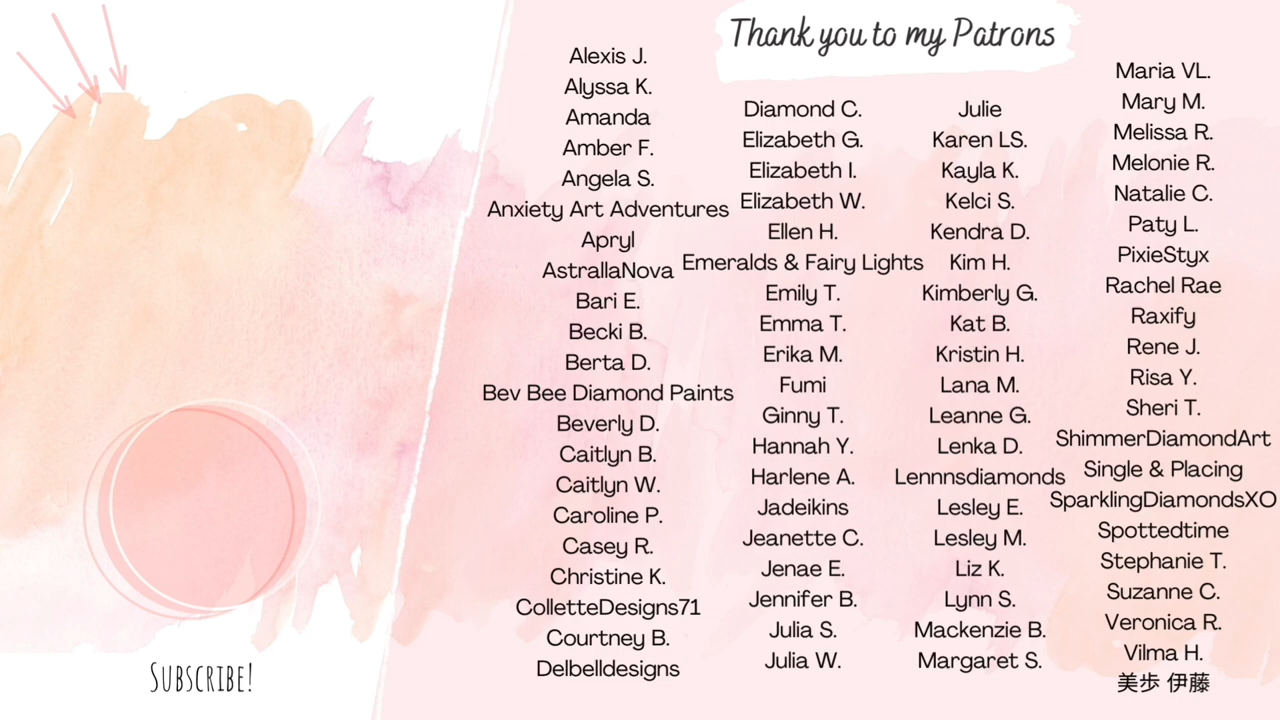 Thank you to my Patrons
Alexis J.
Alyssa K.
Amanda
Amber F.
Angela S.
Anxiety Art Adventures
Apryl
AstrallaNova
Bari E.
Becki B.
Berta D.
Bev Bee Diamond Paints
Beverly D.
Caitlyn B.
Caitlyn W.
Caroline P.
Casey R.
Christine K.
ColletteDesigns71
Courtney B.
Delbelldesigns
Diamond C.
Elizabeth G.
Elizabeth I.
Elizabeth W.
Ellen H.
Emeralds & Fairy Lights
Emily T.
Emma T.
Erika M.
Fumi
Ginny T.
Hannah Y.
Harlene A.
Jadeikins
Jeanette C.
Jenae E.
Jennifer B.
Julia S.
Julia W.
Julie
Karen LS.
Kayla K.
Kelci S.
Kendra D.
Kim H.
Kimberly G.
Kat B.
Kristin H.
Lana M.
Leanne G.
Lenka D.
Lennnsdiamonds
Lesley E.
Lesley M.
Liz K.
Lynn S.
Mackenzie B.
Margaret S.
Maria VL.
Mary M.
Melissa R.
Melonie R.
Natalie C.
Paty L.
PixieStyx
Rachel Rae
Raxify
Rene J.
Risa Y.
Sheri T.
ShimmerDiamondArt
Single & Placing
SparklingDiamondsXO
Spottedtime
Stephanie T.
Suzanne C.
Veronica R.
Vilma H.
美歩 伊藤
Subscribe!